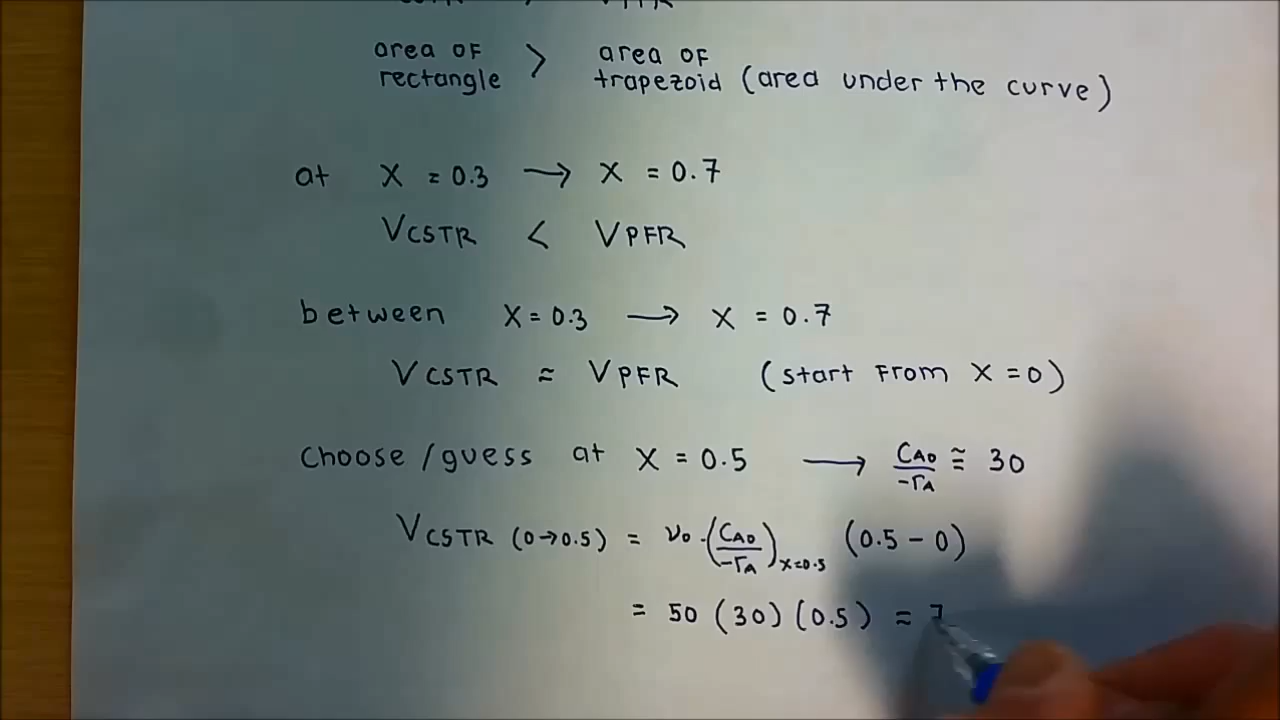 area of > area of
rectangle trapezoid (area under the curve)
at X = 0.3 → X = 0.7
VCSTR < VPFR
between X = 0.3 → X = 0.7
VCSTR ≈ VPFR (start from X = 0)
choose/guess at X = 0.5 → CA0/-rA ≅ 30
VCSTR (0→0.5) = ν0 · (CA0/-rA)x=0.5 (0.5 - 0)
= 50 (30) (0.5) ≈ 7